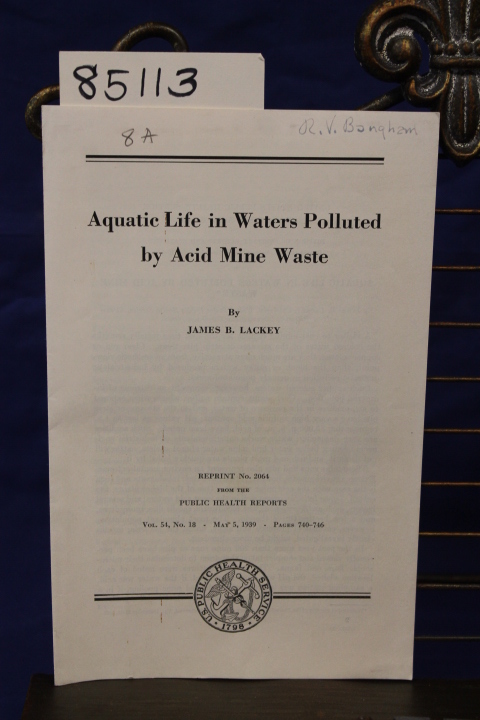 85113
8A
R. V. Bangham
Aquatic Life in Waters Polluted
by Acid Mine Waste
By
JAMES B. LACKEY
REPRINT No. 2064
FROM THE
PUBLIC HEALTH REPORTS
Vol. 54, No. 18 - May 5, 1939 - Pages 740-746
U.S. PUBLIC HEALTH SERVICE
1798